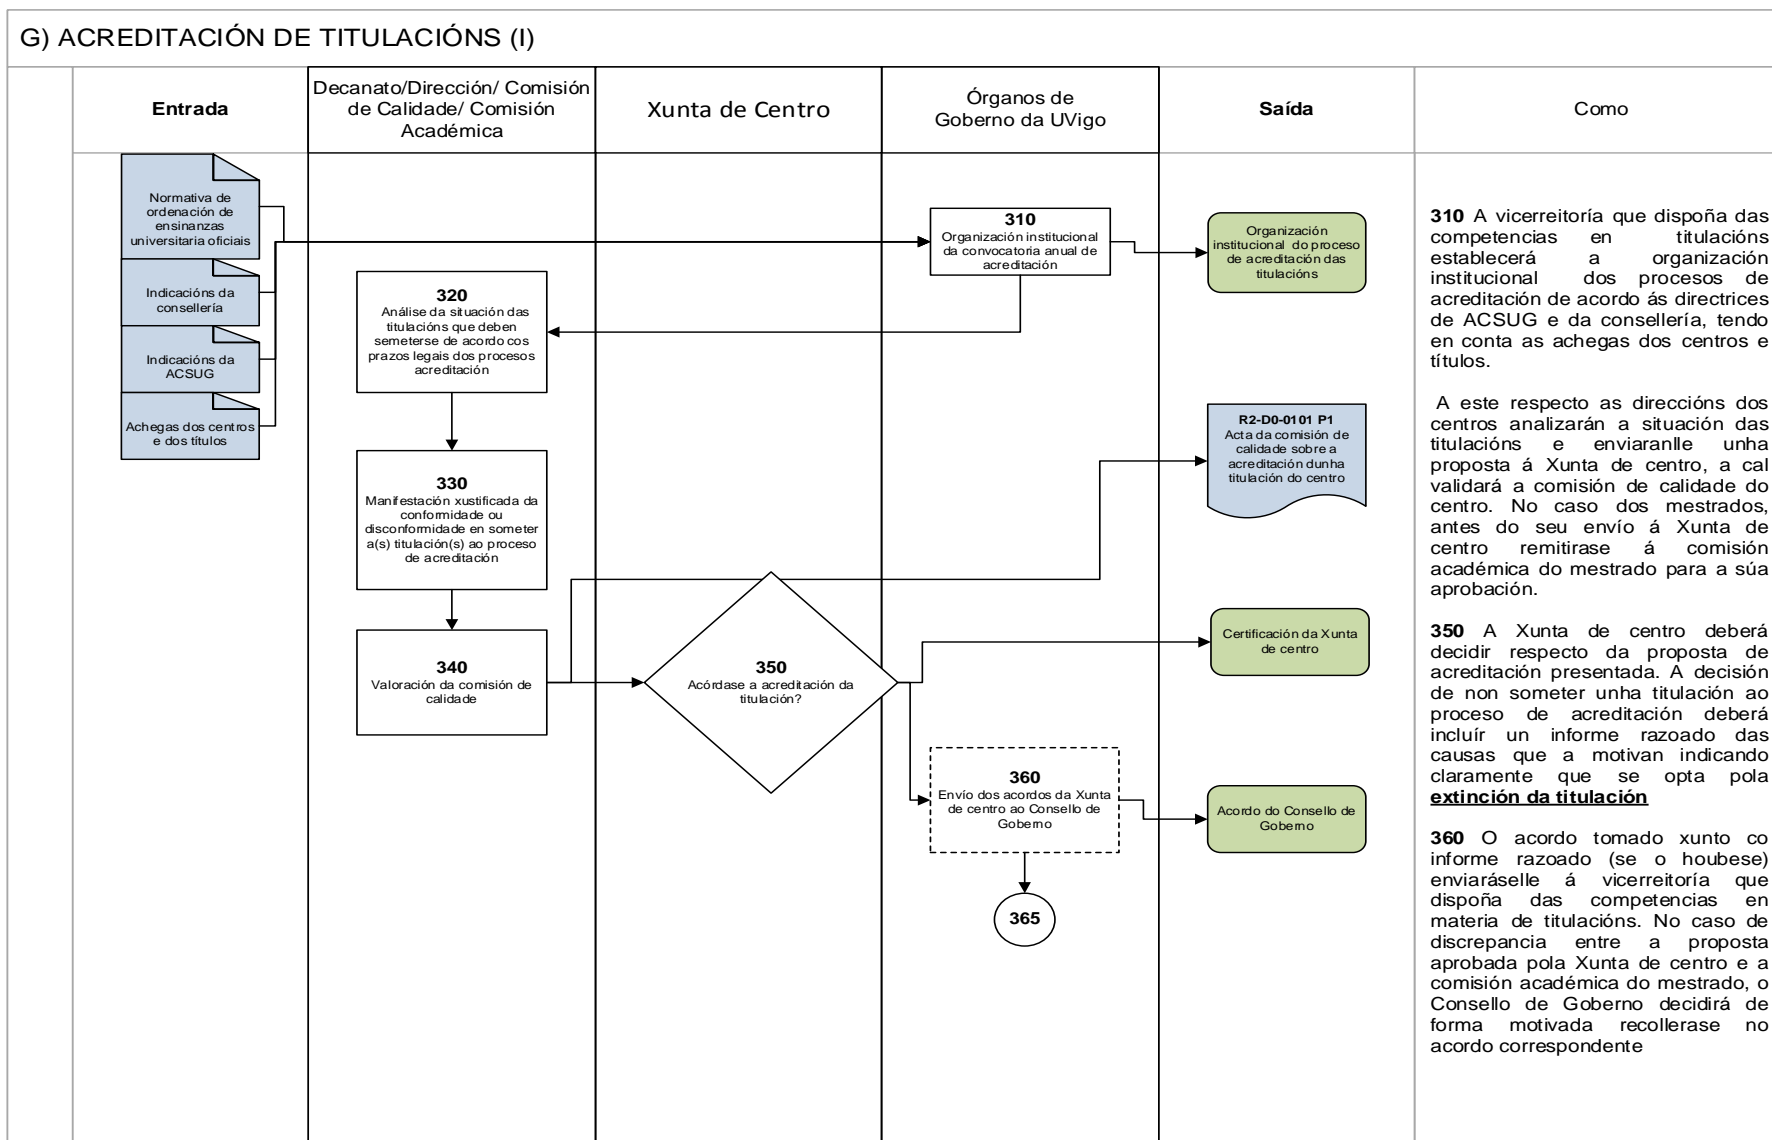 G) ACREDITACIÓN DE TITULACIÓNS (I)
Entrada
Decanato/Dirección/ Comisión
de Calidade/ Comisión
Académica
Xunta de Centro
Órganos de
Goberno da UVigo
Saída
Como
Normativa de
ordenación de
ensinanzas
universitaria oficiais
Indicacións da
consellería
Indicacións da
ACSUG
Achegas dos centros
e dos títulos
310
Organización institucional
da convocatoria anual de
acreditación
Organización
institucional do proceso
de acreditación das
titulacións
320
Análise da situación das
titulacións que deben
semeterse de acordo cos
prazos legais dos procesos
acreditación
330
Manifestación xustificada da
conformidade ou
disconformidade en someter
a(s) titulación(s) ao proceso
de acreditación
R2-D0-0101 P1
Acta da comisión de
calidade sobre a
acreditación dunha
titulación do centro
340
Valoración da comisión de
calidade
350
Acórdase a acreditación da
titulación?
Certificación da Xunta
de centro
360
Envío dos acordos da Xunta
de centro ao Consello de
Goberno
Acordo do Consello de
Goberno
365
310 A vicerreitoría que dispoña das
competencias en titulacións
establecerá a organización
institucional dos procesos de
acreditación de acordo ás directrices
de ACSUG e da consellería, tendo
en conta as achegas dos centros e
títulos.
A este respecto as direccións dos
centros analizarán a situación das
titulacións e enviaranlle unha
proposta á Xunta de centro, a cal
validará a comisión de calidade do
centro. No caso dos mestrados,
antes do seu envío á Xunta de
centro remitirase á comisión
académica do mestrado para a súa
aprobación.
350 A Xunta de centro deberá
decidir respecto da proposta de
acreditación presentada. A decisión
de non someter unha titulación ao
proceso de acreditación deberá
incluír un informe razoado das
causas que a motivan indicando
claramente que se opta pola
extinción da titulación
360 O acordo tomado xunto co
informe razoado (se o houbese)
enviaráselle á vicerreitoría que
dispoña das competencias en
materia de titulacións. No caso de
discrepancia entre a proposta
aprobada pola Xunta de centro e a
comisión académica do mestrado, o
Consello de Goberno decidirá de
forma motivada recollerase no
acordo correspondente